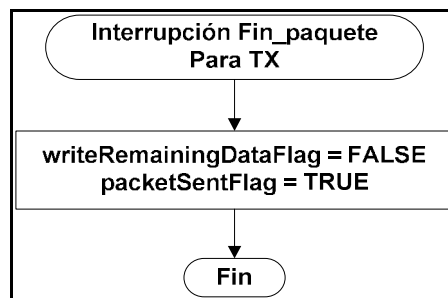 Interrupción Fin_paquete
Para TX
writeRemainingDataFlag = FALSE
packetSentFlag = TRUE
Fin